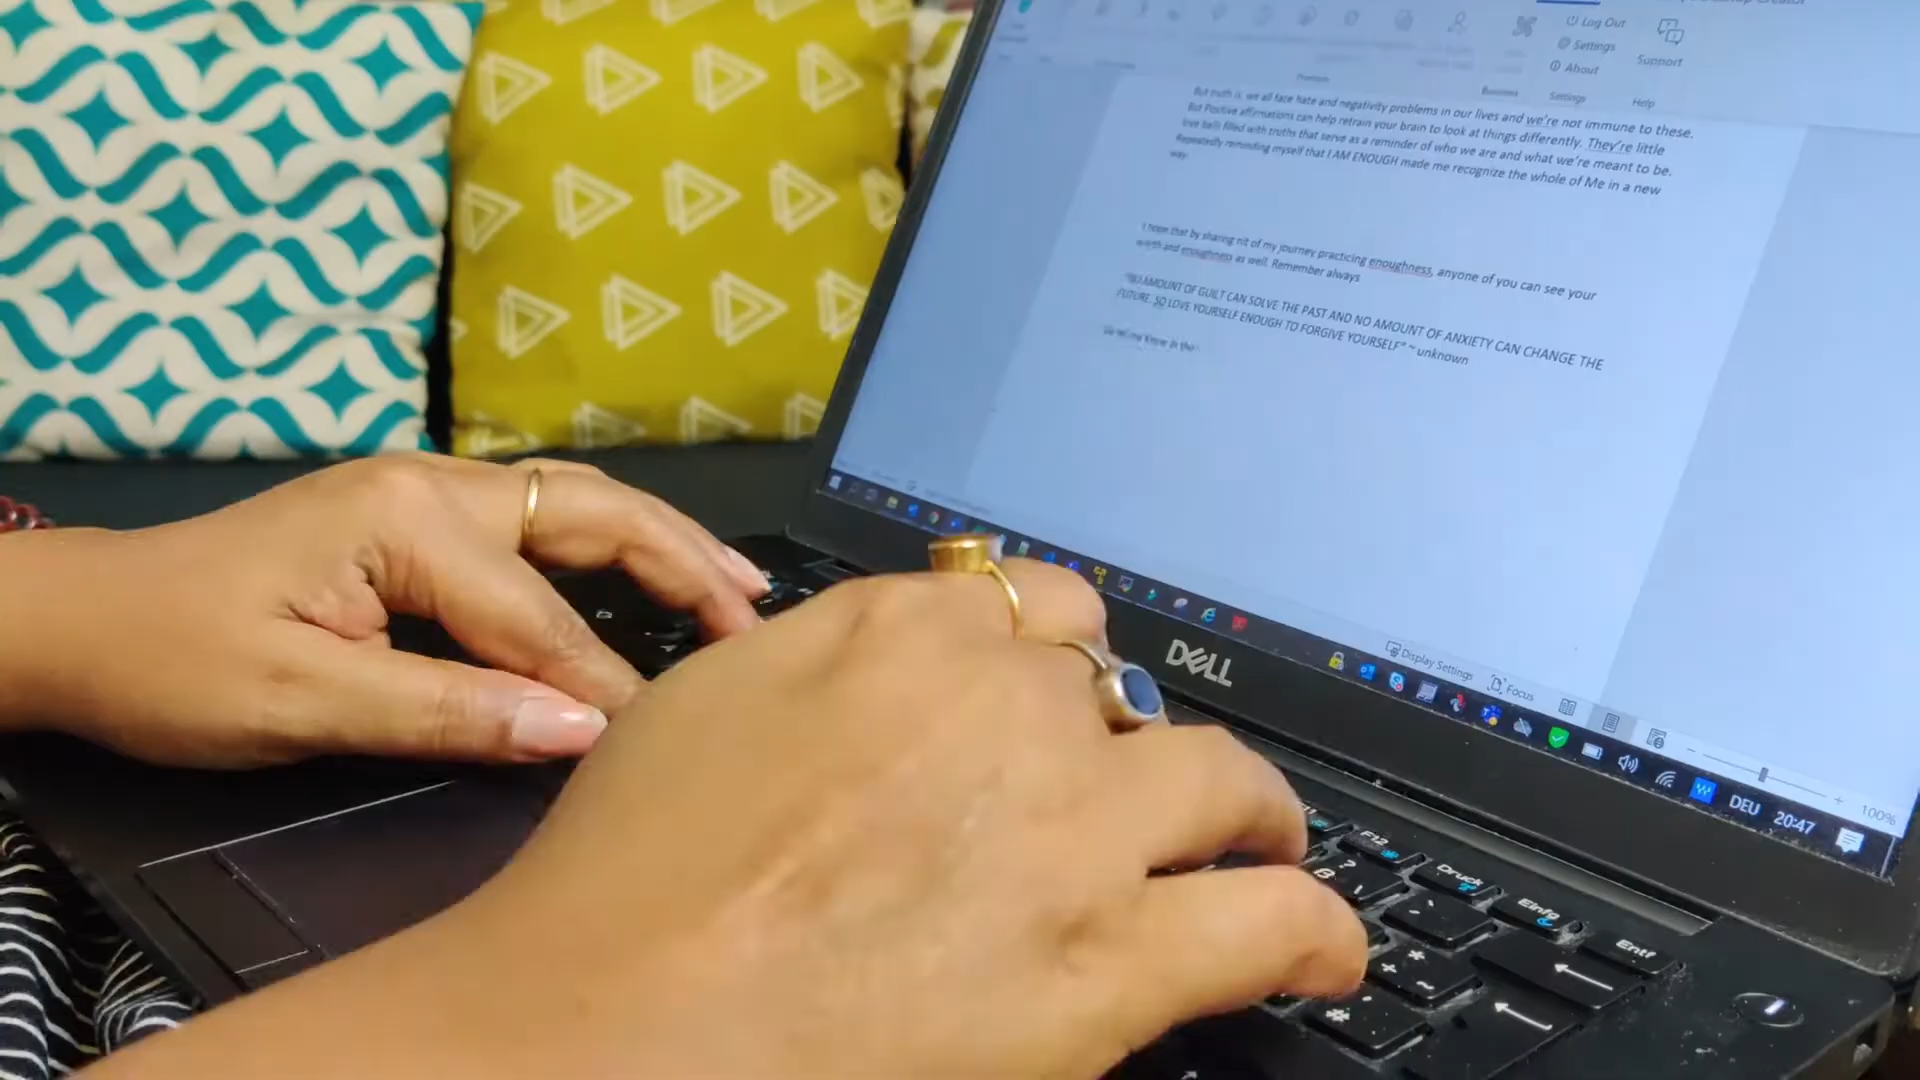 Log Out
Settings
About
Support
Business
Settings
Help
But truth is, we all face hate and negativity problems in our lives and we're not immune to these.
But Positive affirmations can help retrain your brain to look at things differently. They're little
love balls filled with truths that serve as a reminder of who we are and what we're meant to be.
Repeatedly reminding myself that I AM ENOUGH made me recognize the whole of Me in a new
way.
I hope that by sharing nit of my journey practicing enoughness, anyone of you can see your
worth and enoughness as well. Remember always
"NO AMOUNT OF GUILT CAN SOLVE THE PAST AND NO AMOUNT OF ANXIETY CAN CHANGE THE
FUTURE. SO LOVE YOURSELF ENOUGH TO FORGIVE YOURSELF" ~ unknown
Display Settings
Focus
100%
DEU
20:47
DELL
F12
Druck
Einfg
Entf